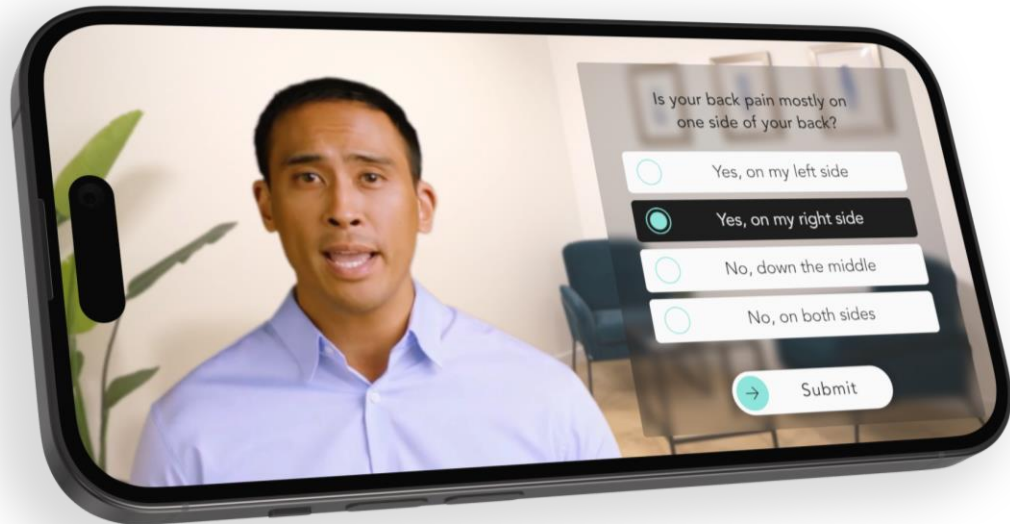 Is your back pain mostly on
one side of your back?
Yes, on my left side
Yes, on my right side
No, down the middle
No, on both sides
Submit